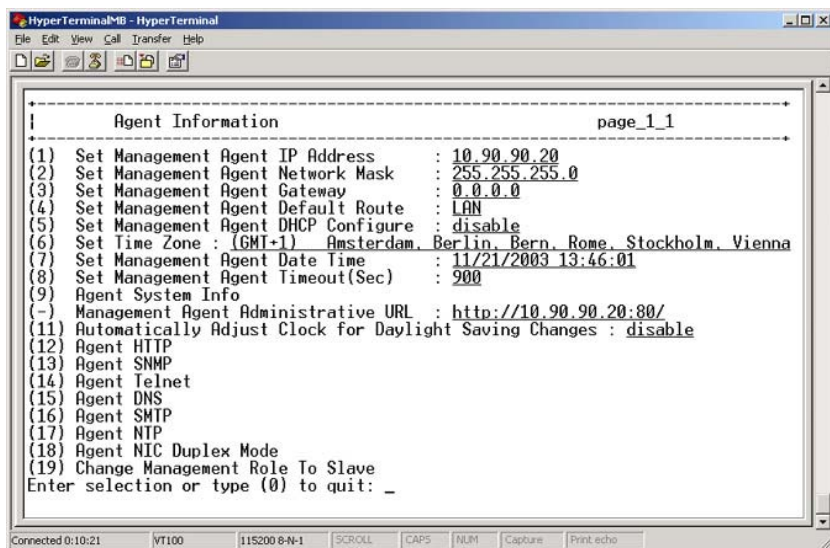 HyperTerminalMB - HyperTerminal
File Edit View Call Transfer Help
Agent Information page_1_1
(1) Set Management Agent IP Address : 10.90.90.20
(2) Set Management Agent Network Mask : 255.255.255.0
(3) Set Management Agent Gateway : 0.0.0.0
(4) Set Management Agent Default Route : LAN
(5) Set Management Agent DHCP Configure : disable
(6) Set Time Zone : (GMT+1) Amsterdam, Berlin, Bern, Rome, Stockholm, Vienna
(7) Set Management Agent Date Time : 11/21/2003 13:46:01
(8) Set Management Agent Timeout(Sec) : 900
(9) Agent System Info
(-) Management Agent Administrative URL : http://10.90.90.20:80/
(11) Automatically Adjust Clock for Daylight Saving Changes : disable
(12) Agent HTTP
(13) Agent SNMP
(14) Agent Telnet
(15) Agent DNS
(16) Agent SMTP
(17) Agent NTP
(18) Agent NIC Duplex Mode
(19) Change Management Role To Slave
Enter selection or type (0) to quit: _
Connected 0:10:21 VT100 115200 8-N-1 SCROLL CAPS NUM Capture Print echo